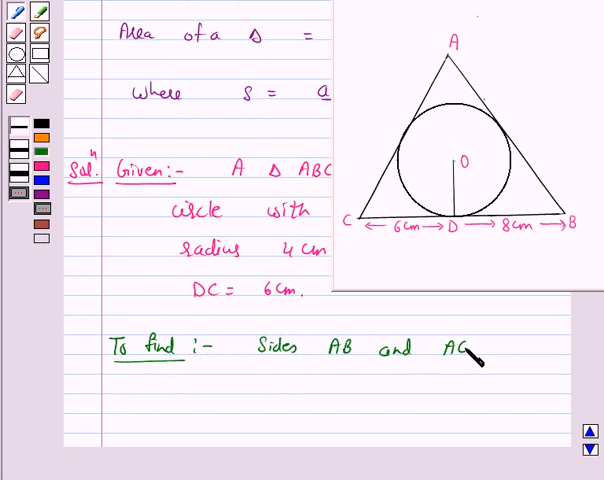 Area of a Δ =
where s = a
Solⁿ. Given:- A Δ ABC
circle with
radius 4 cm
DC = 6 cm.
To find :- Sides AB and AC
A
O
C 6 cm D 8 cm B